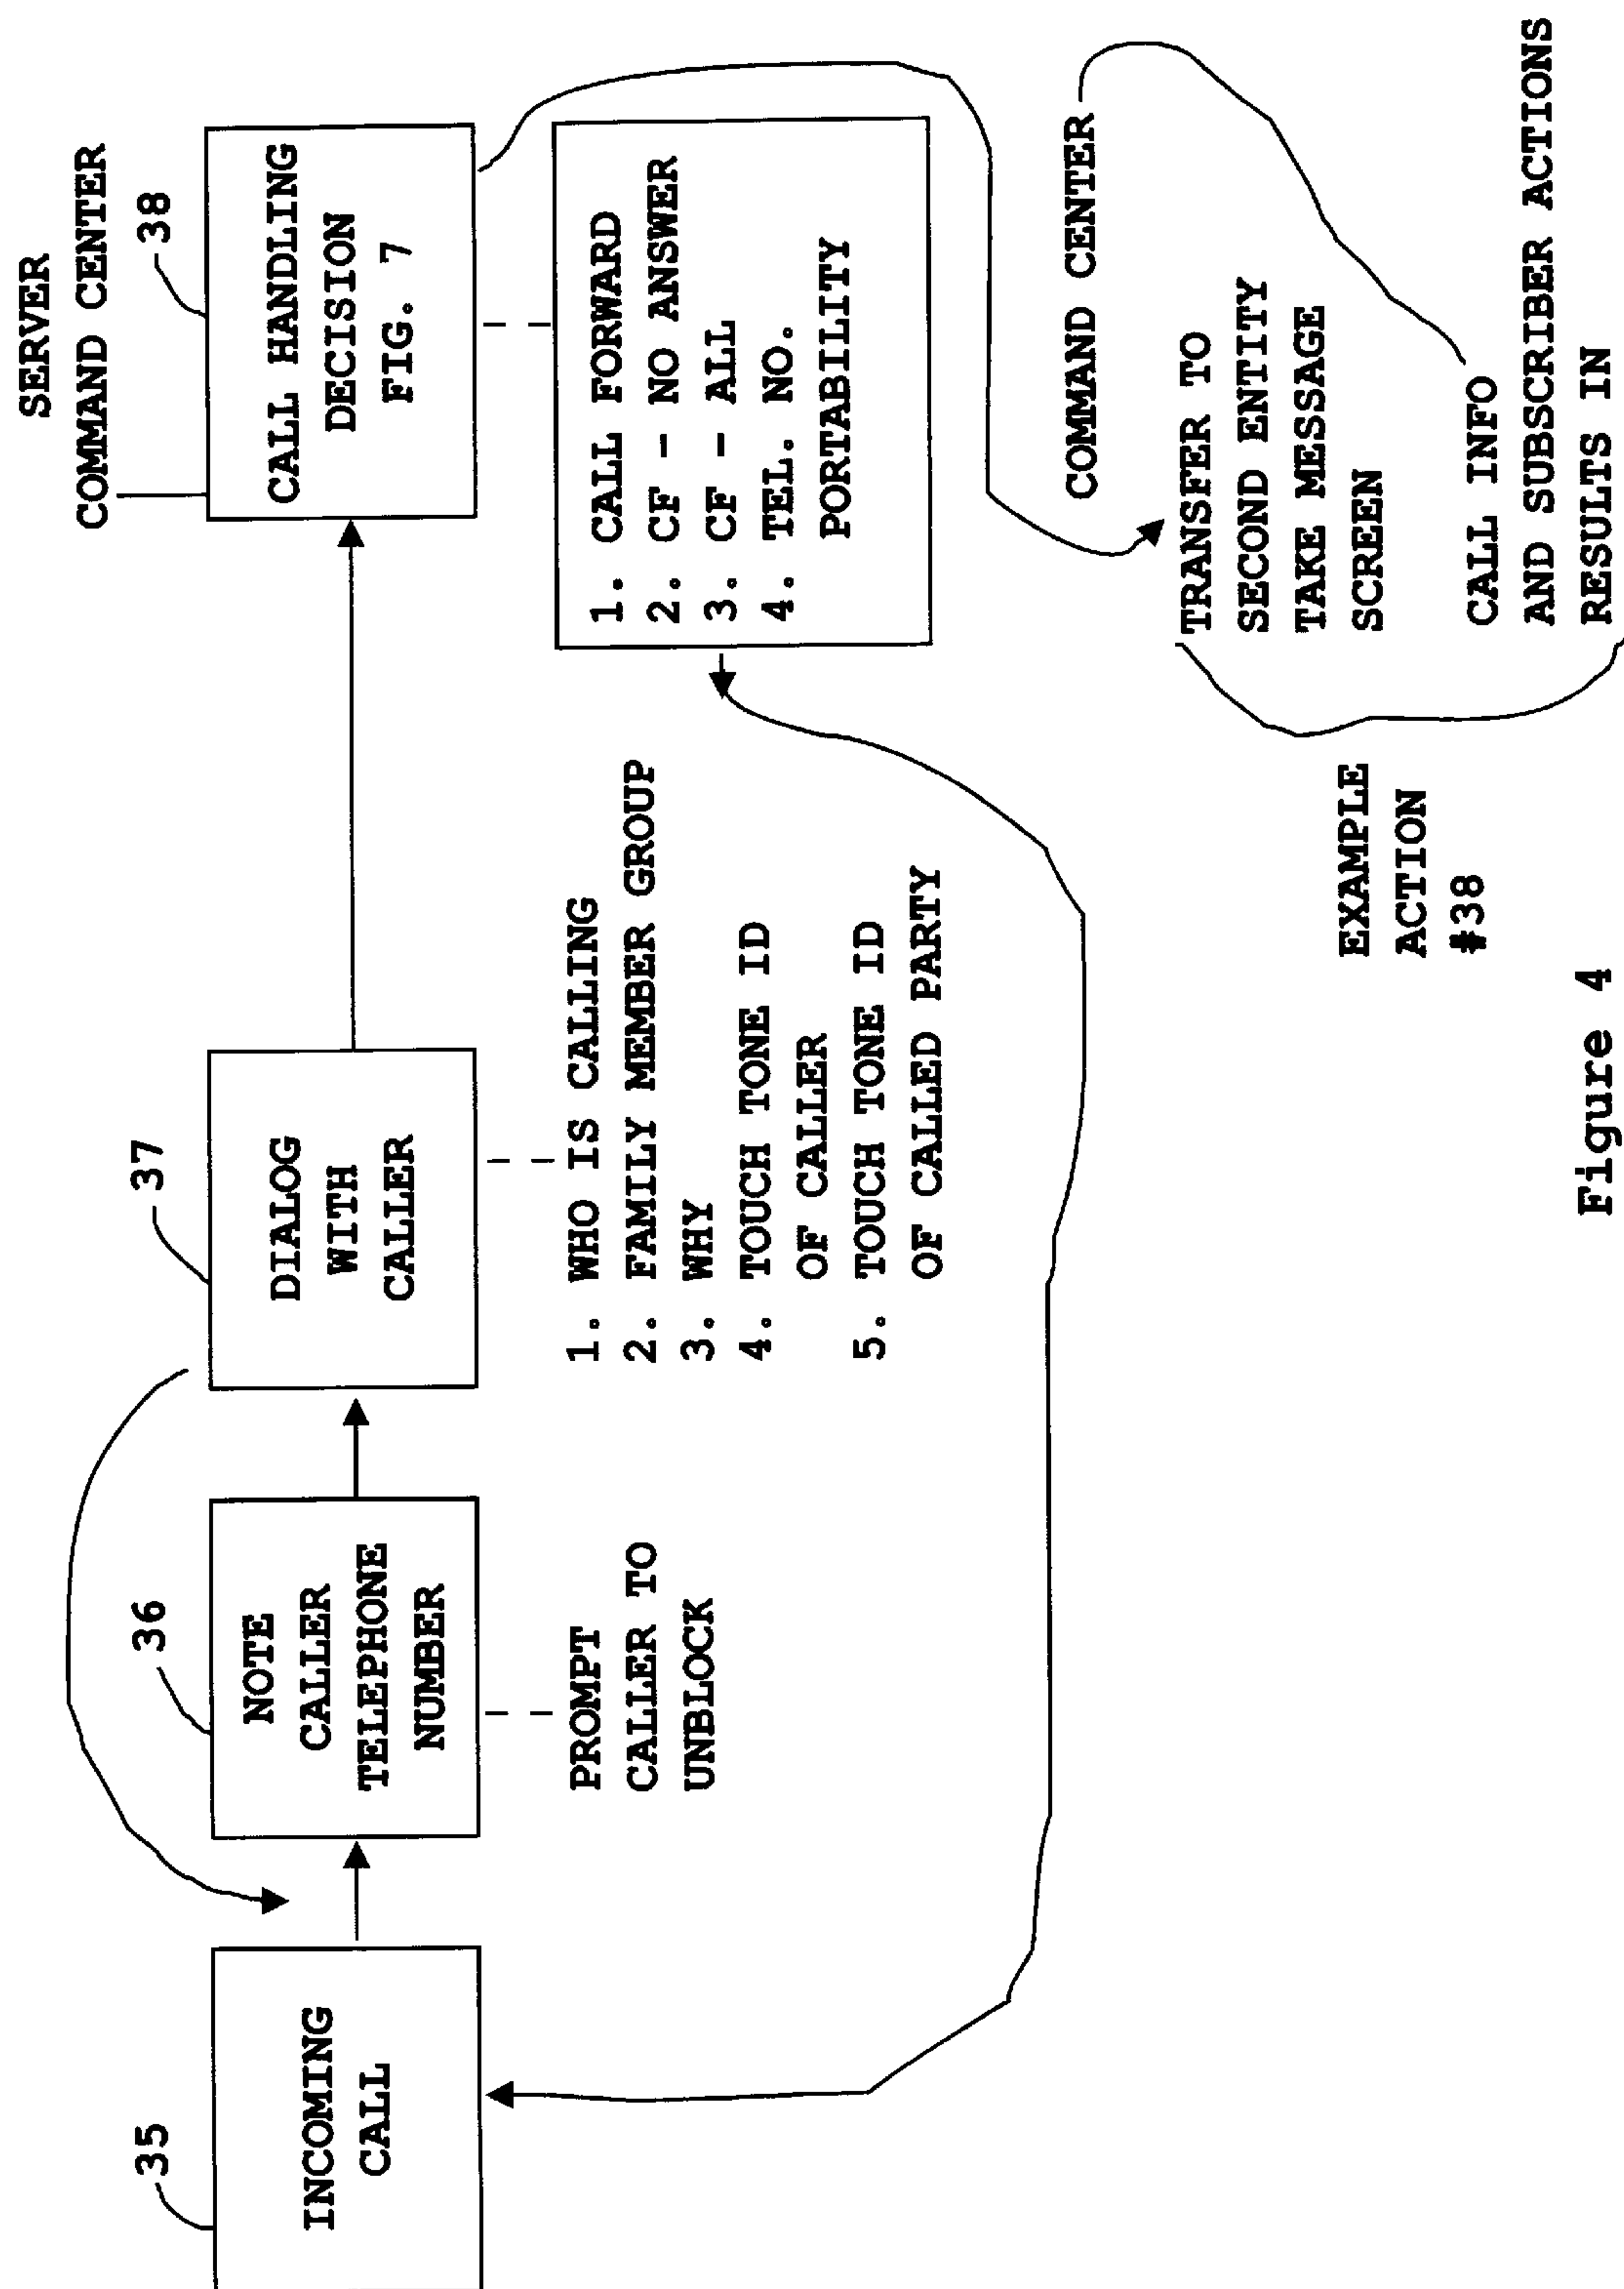 SERVER
COMMAND CENTER
35
36
37
38
INCOMING
CALL
NOTE
CALLER
TELEPHONE
NUMBER
DIALOG
WITH
CALLER
CALL HANDLING
DECISION
FIG. 7
PROMPT
CALLER TO
UNBLOCK
1. WHO IS CALLING
2. FAMILY MEMBER GROUP
3. WHY
4. TOUCH TONE ID
OF CALLER
5. TOUCH TONE ID
OF CALLED PARTY
1. CALL FORWARD
2. CF - NO ANSWER
3. CF - ALL
4. TEL. NO.
PORTABILITY
COMMAND CENTER
TRANSFER TO
SECOND ENTITY
TAKE MESSAGE
SCREEN
CALL INFO
AND SUBSCRIBER ACTIONS
RESULTS IN
EXAMPLE
ACTION
#38
Figure 4